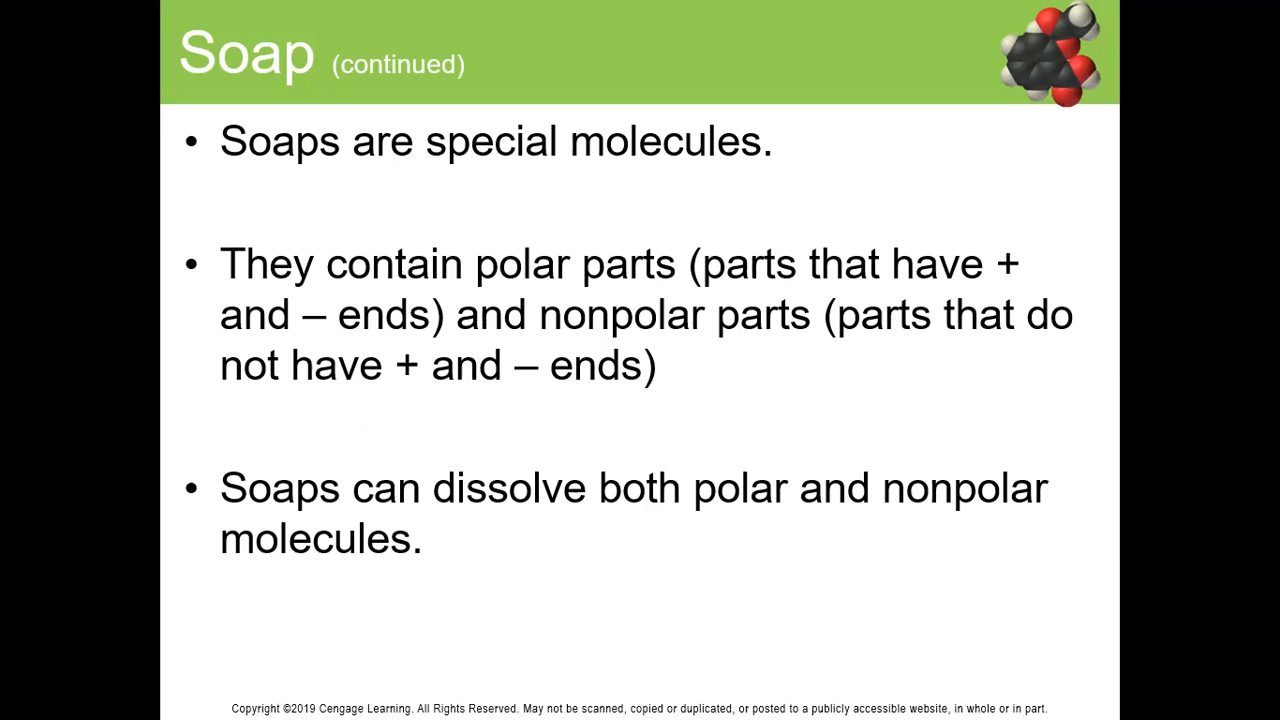 Soap (continued)
• Soaps are special molecules.
• They contain polar parts (parts that have +
and – ends) and nonpolar parts (parts that do
not have + and – ends)
• Soaps can dissolve both polar and nonpolar
molecules.
Copyright ©2019 Cengage Learning. All Rights Reserved. May not be scanned, copied or duplicated, or posted to a publicly accessible website, in whole or in part.